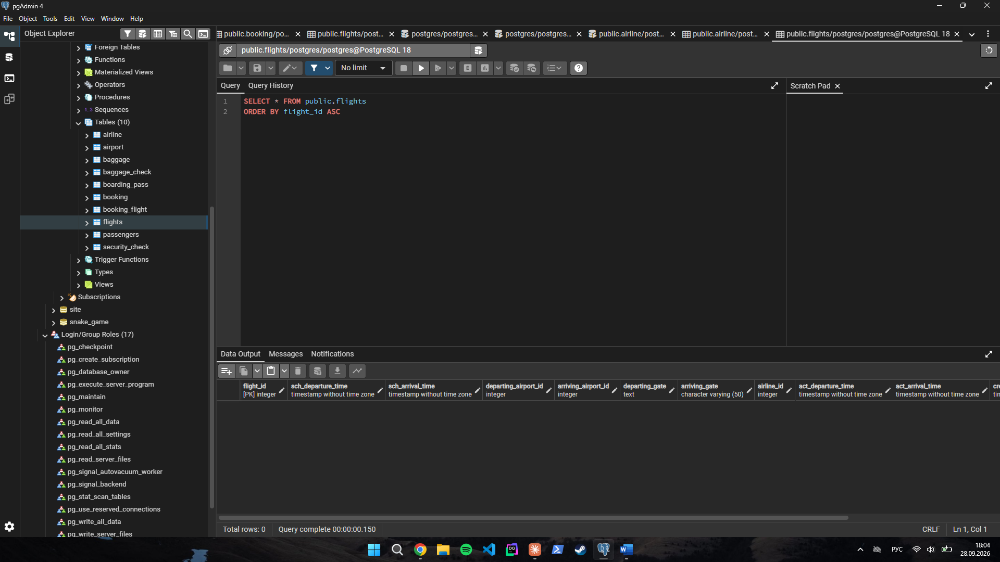 pgAdmin 4
File Object Tools Edit View Window Help
Object Explorer
public.booking/po...
public.flights/post...
postgres/postgres...
postgres/postgres...
public.airline/post...
public.airline/post...
public.flights/postgres/postgres@PostgreSQL 18
public.flights/postgres/postgres@PostgreSQL 18
No limit
Query Query History
Scratch Pad
1 SELECT * FROM public.flights
2 ORDER BY flight_id ASC
Foreign Tables
Functions
Materialized Views
Operators
Procedures
1..3 Sequences
Tables (10)
airline
airport
baggage
baggage_check
boarding_pass
booking
booking_flight
flights
passengers
security_check
Trigger Functions
Types
Views
Subscriptions
site
snake_game
Login/Group Roles (17)
pg_checkpoint
pg_create_subscription
pg_database_owner
pg_execute_server_program
pg_maintain
pg_monitor
pg_read_all_data
pg_read_all_settings
pg_read_all_stats
pg_read_server_files
pg_signal_autovacuum_worker
pg_signal_backend
pg_stat_scan_tables
pg_use_reserved_connections
pg_write_all_data
pg_write_server_files
Data Output Messages Notifications
flight_id
[PK] integer
sch_departure_time
timestamp without time zone
sch_arrival_time
timestamp without time zone
departing_airport_id
integer
arriving_airport_id
integer
departing_gate
text
arriving_gate
character varying (50)
airline_id
integer
act_departure_time
timestamp without time zone
act_arrival_time
timestamp without time zone
cre
tin
Total rows: 0
Query complete 00:00:00.150
CRLF
Ln 1, Col 1
РУС
18:04
28.09.2026